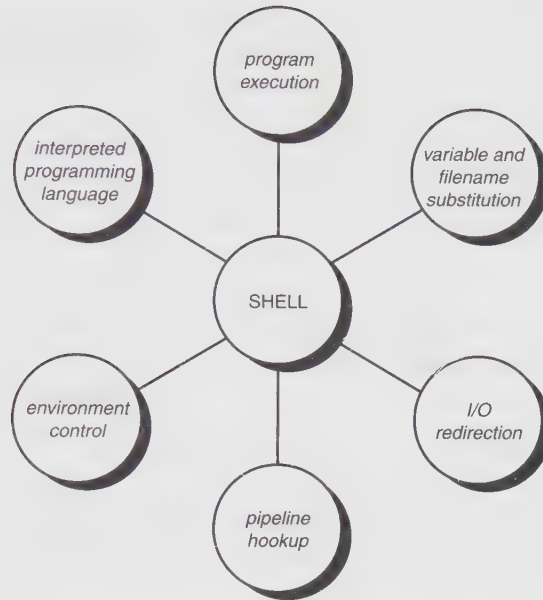 program
execution
interpreted
programming
language
variable and
filename
substitution
SHELL
environment
control
I/O
redirection
pipeline
hookup